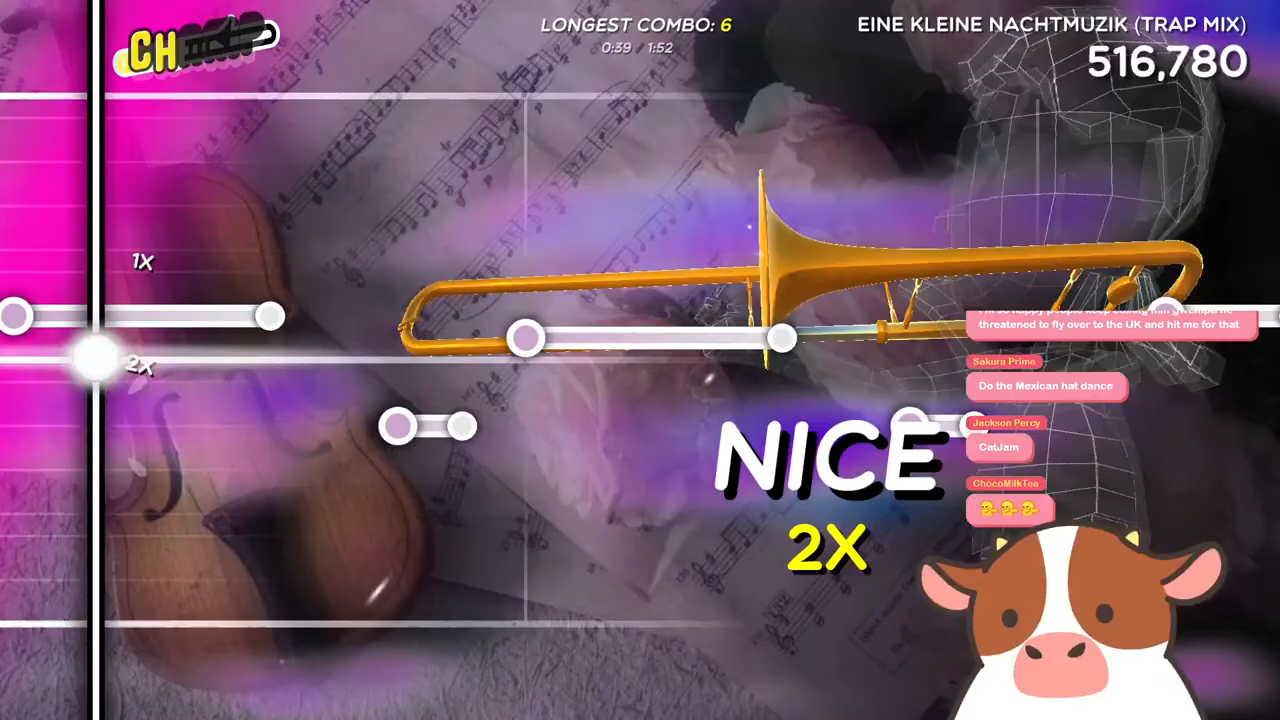 CH
LONGEST COMBO: 6
0:39 / 1:52
EINE KLEINE NACHTMUZIK (TRAP MIX)
516,780
1X
2X
threatened to fly over to the UK and hit me for that
Sakura Prime
Do the Mexican hat dance
Jackson Percy
CatJam
ChocoMilkTea
NICE
2X